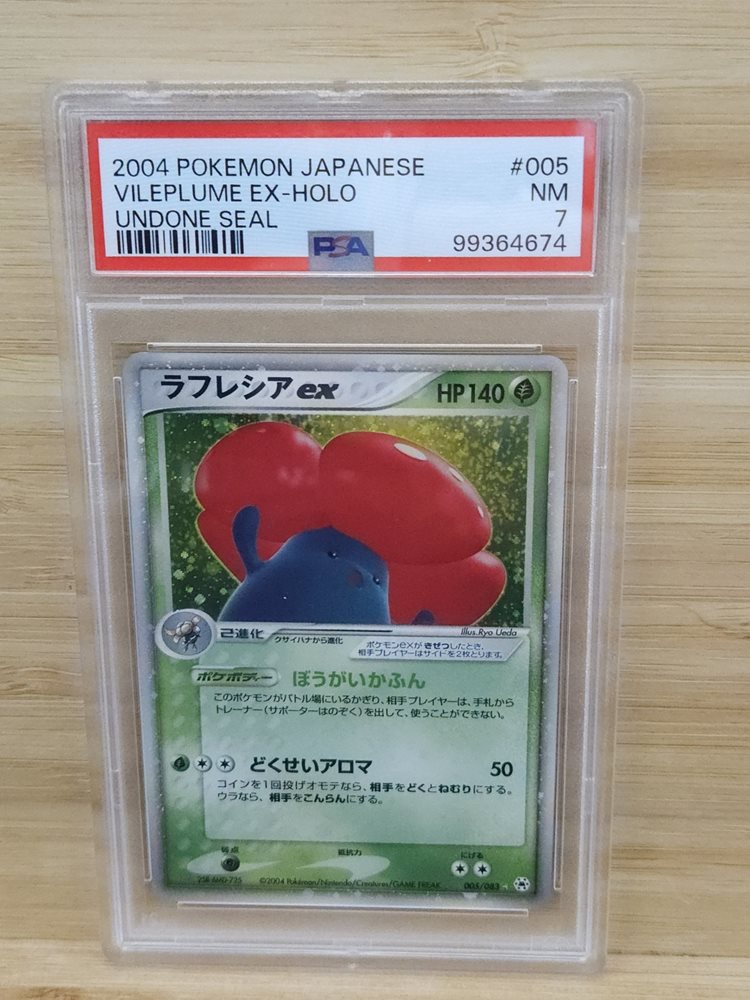 2004 POKEMON JAPANESE #005
VILEPLUME EX-HOLO NM
UNDONE SEAL 7
PSA 99364674
ラフレシアex HP140
Illus.Ryo Ueda
2進化 クサイハナから進化
ポケモンexがきぜつしたとき、
相手プレイヤーはサイドを2枚とります。
ポケボディー ぼうがいかふん
このポケモンがバトル場にいるかぎり、相手プレイヤーは、手札から
トレーナー(サポーターはのぞく)を出して、使うことができない。
どくせいアロマ 50
コインを1回投げオモテなら、相手をどくとねむりにする。
ウラなら、相手をこんらんにする。
弱点 抵抗力 にげる
©2004 Pokémon/Nintendo/Creatures/GAME FREAK 005/083